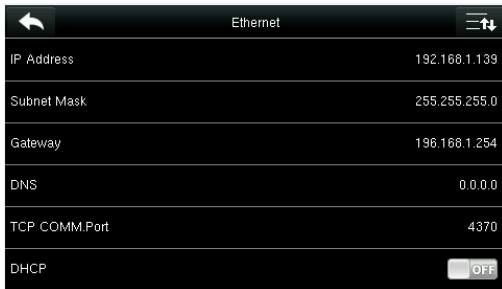 Ethernet
IP Address 192.168.1.139
Subnet Mask 255.255.255.0
Gateway 196.168.1.254
DNS 0.0.0.0
TCP COMM.Port 4370
DHCP OFF